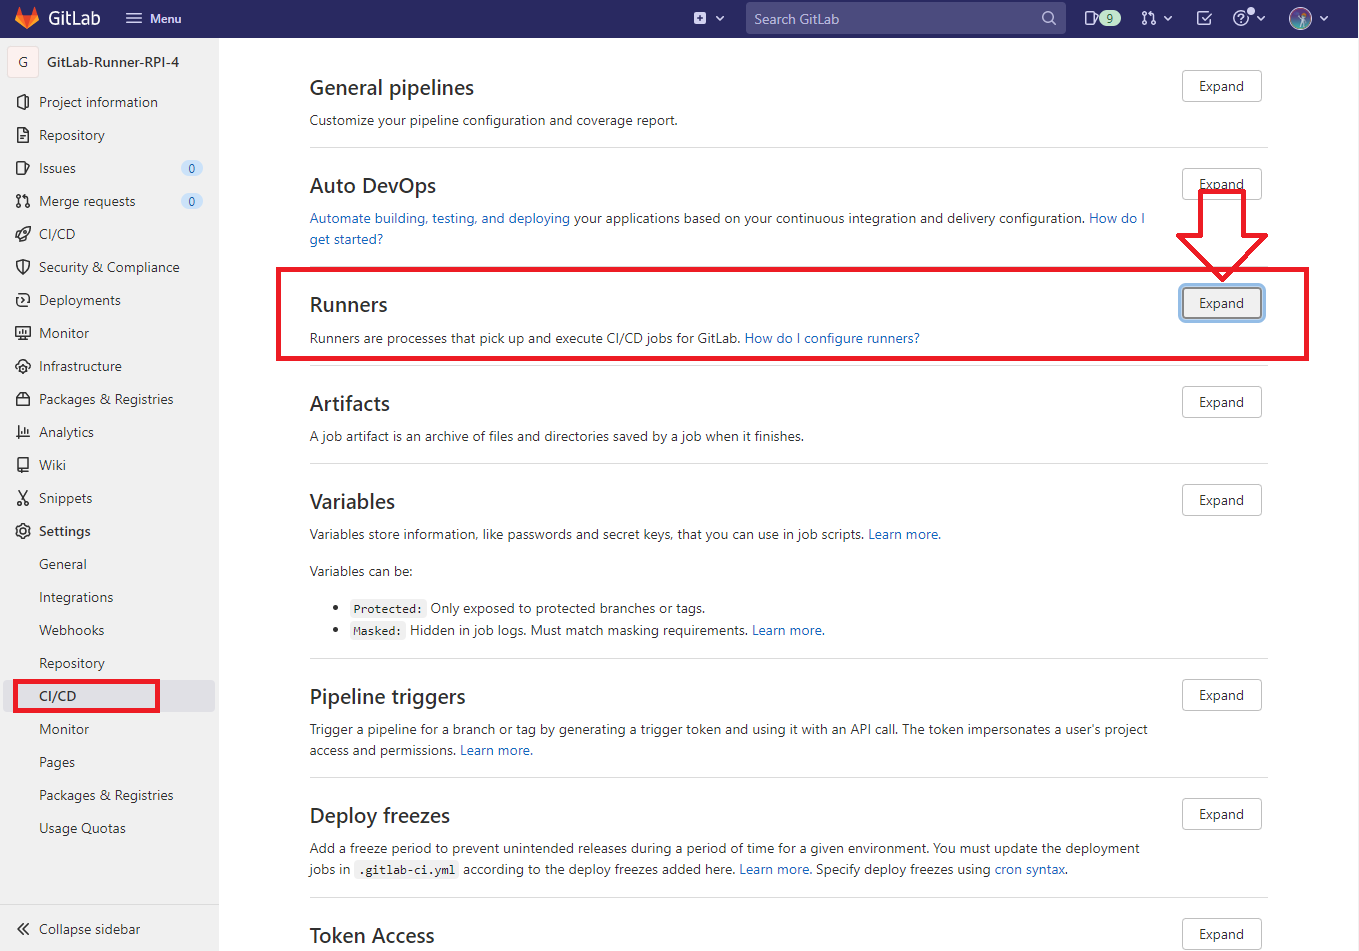 GitLab
Menu
Search GitLab
9
G
GitLab-Runner-RPI-4
Project information
Repository
Issues
0
Merge requests
0
CI/CD
Security & Compliance
Deployments
Monitor
Infrastructure
Packages & Registries
Analytics
Wiki
Snippets
Settings
General
Integrations
Webhooks
Repository
CI/CD
Monitor
Pages
Packages & Registries
Usage Quotas
Collapse sidebar
General pipelines
Expand
Customize your pipeline configuration and coverage report.
Auto DevOps
Expand
Automate building, testing, and deploying your applications based on your continuous integration and delivery configuration. How do I
get started?
Runners
Expand
Runners are processes that pick up and execute CI/CD jobs for GitLab. How do I configure runners?
Artifacts
Expand
A job artifact is an archive of files and directories saved by a job when it finishes.
Variables
Expand
Variables store information, like passwords and secret keys, that you can use in job scripts. Learn more.
Variables can be:
• Protected: Only exposed to protected branches or tags.
• Masked: Hidden in job logs. Must match masking requirements. Learn more.
Pipeline triggers
Expand
Trigger a pipeline for a branch or tag by generating a trigger token and using it with an API call. The token impersonates a user's project
access and permissions. Learn more.
Deploy freezes
Expand
Add a freeze period to prevent unintended releases during a period of time for a given environment. You must update the deployment
jobs in .gitlab-ci.yml according to the deploy freezes added here. Learn more. Specify deploy freezes using cron syntax.
Token Access
Expand